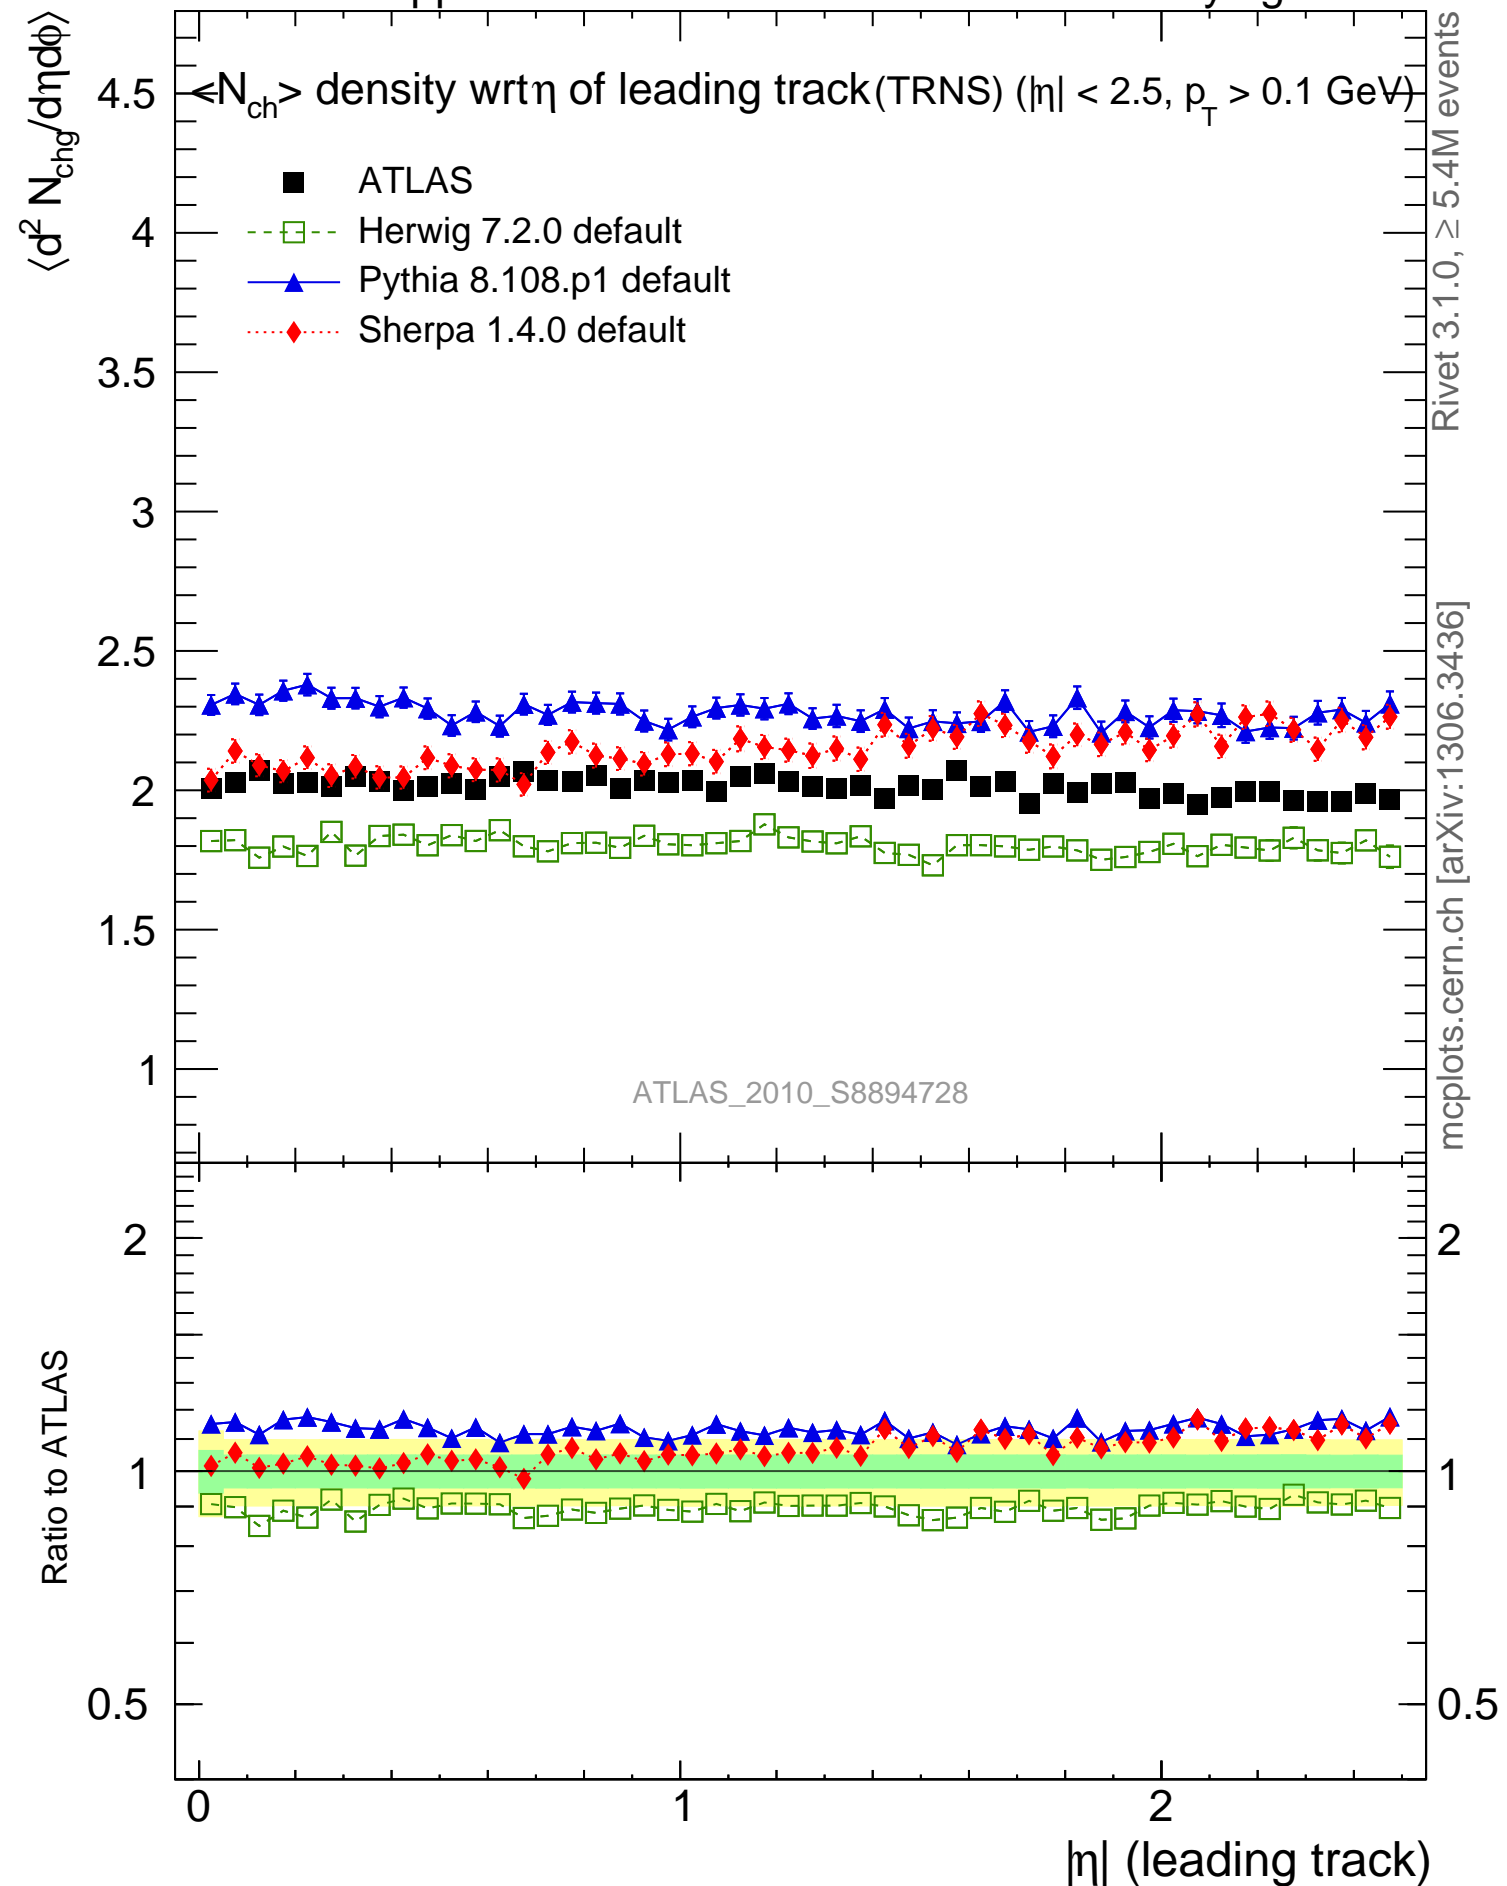 ⟨d² N_chg/dηdϕ⟩
<N_ch> density wrt η of leading track (TRNS) (|η| < 2.5, p_T > 0.1 GeV)
ATLAS
Herwig 7.2.0 default
Pythia 8.108.p1 default
Sherpa 1.4.0 default
4.5
4
3.5
3
2.5
2
1.5
1
ATLAS_2010_S8894728
Rivet 3.1.0, ≥ 5.4M events
mcplots.cern.ch [arXiv:1306.3436]
Ratio to ATLAS
2
1
0.5
2
1
0.5
0
1
2
|η| (leading track)